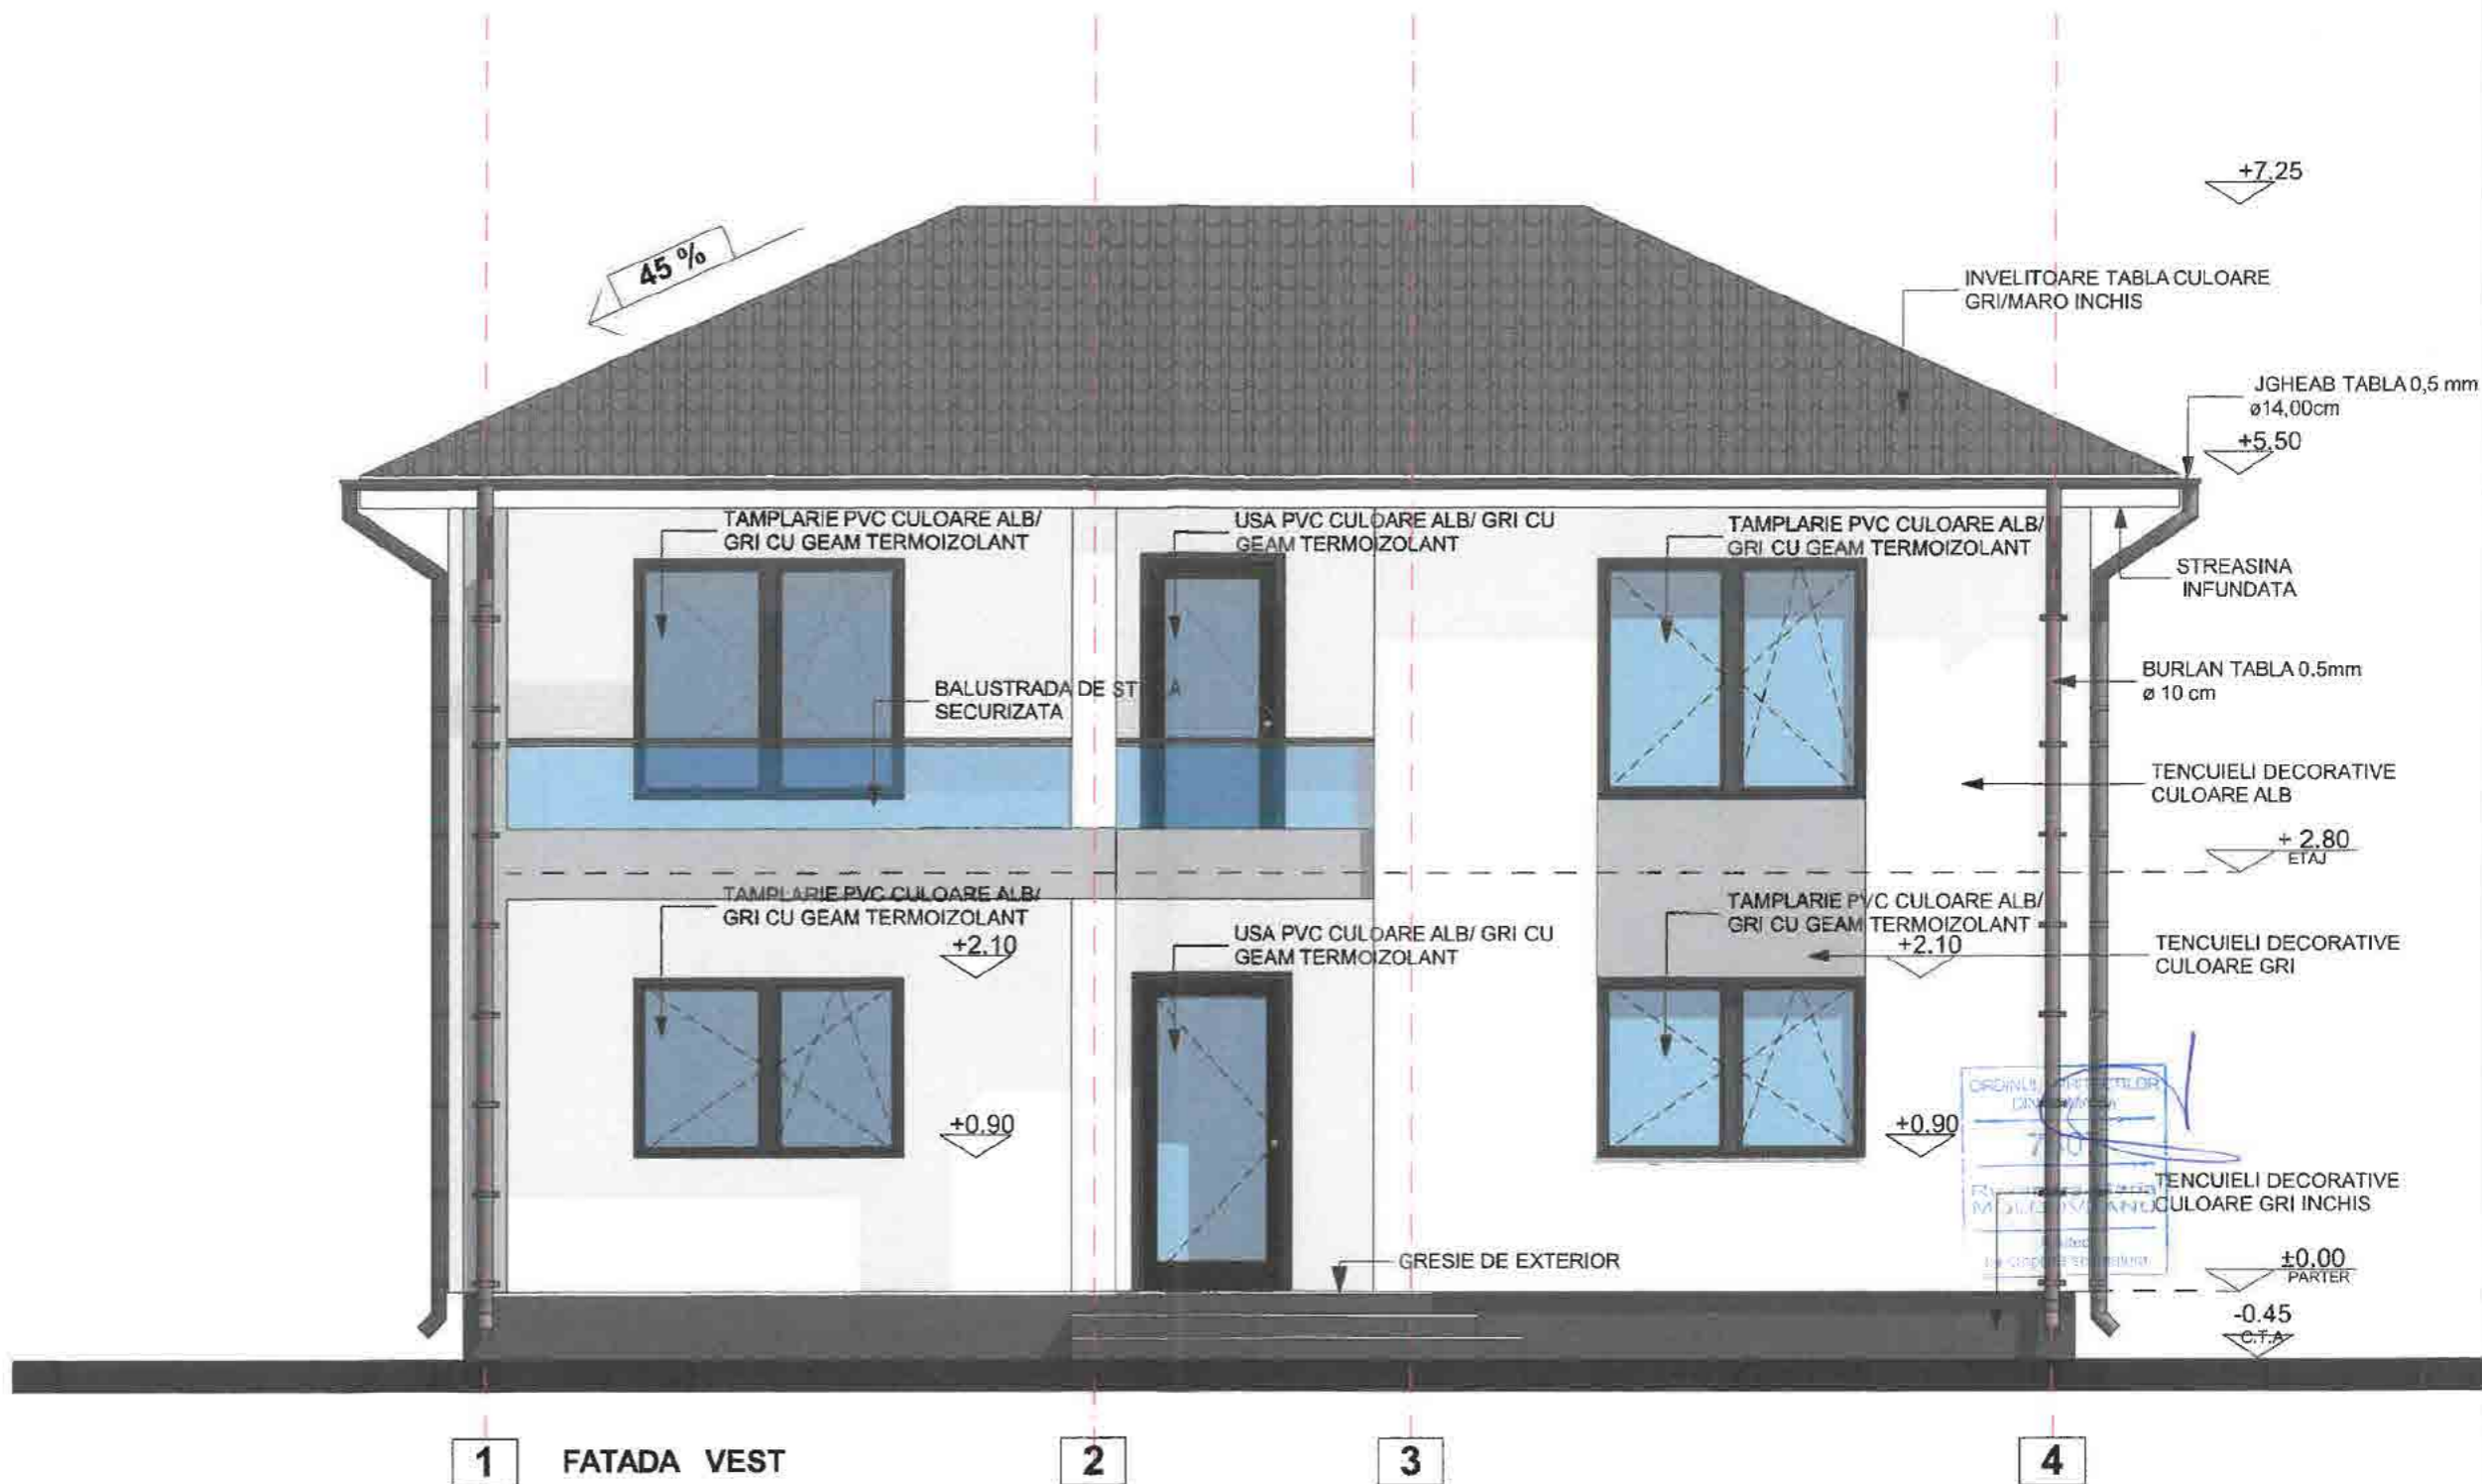 +7.25
45 %
INVELITOARE TABLA CULOARE
GRI/MARO INCHIS
JGHEAB TABLA 0,5 mm
ø14,00cm
+5.50
TAMPLARIE PVC CULOARE ALB/
GRI CU GEAM TERMOIZOLANT
USA PVC CULOARE ALB/ GRI CU
GEAM TERMOIZOLANT
TAMPLARIE PVC CULOARE ALB/
GRI CU GEAM TERMOIZOLANT
STREASINA
INFUNDATA
BURLAN TABLA 0.5mm
ø 10 cm
BALUSTRADA DE ST A
SECURIZATA
TENCUIELI DECORATIVE
CULOARE ALB
+ 2.80
ETAJ
TAMPLARIE PVC CULOARE ALB/
GRI CU GEAM TERMOIZOLANT
+2.10
USA PVC CULOARE ALB/ GRI CU
GEAM TERMOIZOLANT
TAMPLARIE PVC CULOARE ALB/
GRI CU GEAM TERMOIZOLANT
+2.10
TENCUIELI DECORATIVE
CULOARE GRI
+0.90
+0.90
ORDINUL
TENCUIELI DECORATIVE
CULOARE GRI INCHIS
GRESIE DE EXTERIOR
±0.00
PARTER
-0.45
C.T.A
1
FATADA VEST
2
3
4